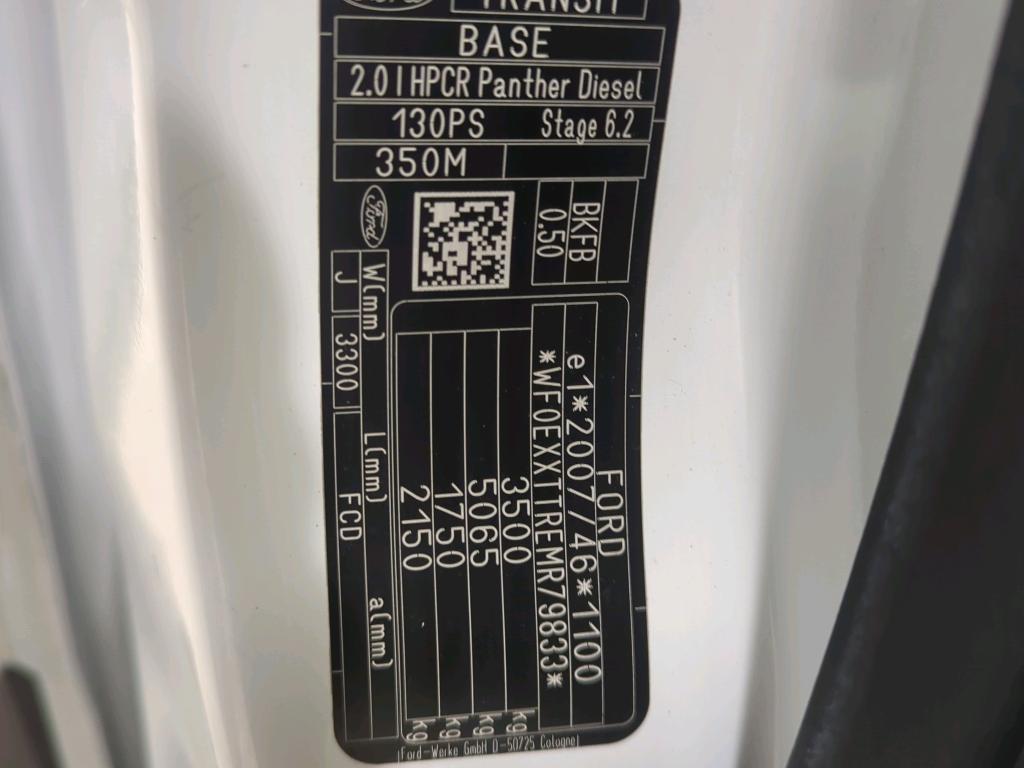 Ford TRANSIT
BASE
2.0l HPCR Panther Diesel
130PS Stage 6.2
350M
BKFB
0.50
Ford
FORD
e1*2007/46*1100
*WF0EXXTTREMR79833*
3500 kg
5065 kg
1750 kg
2150 kg
W(mm) L(mm) a(mm)
J 3300 FCD
Ford-Werke GmbH D-50725 Cologne